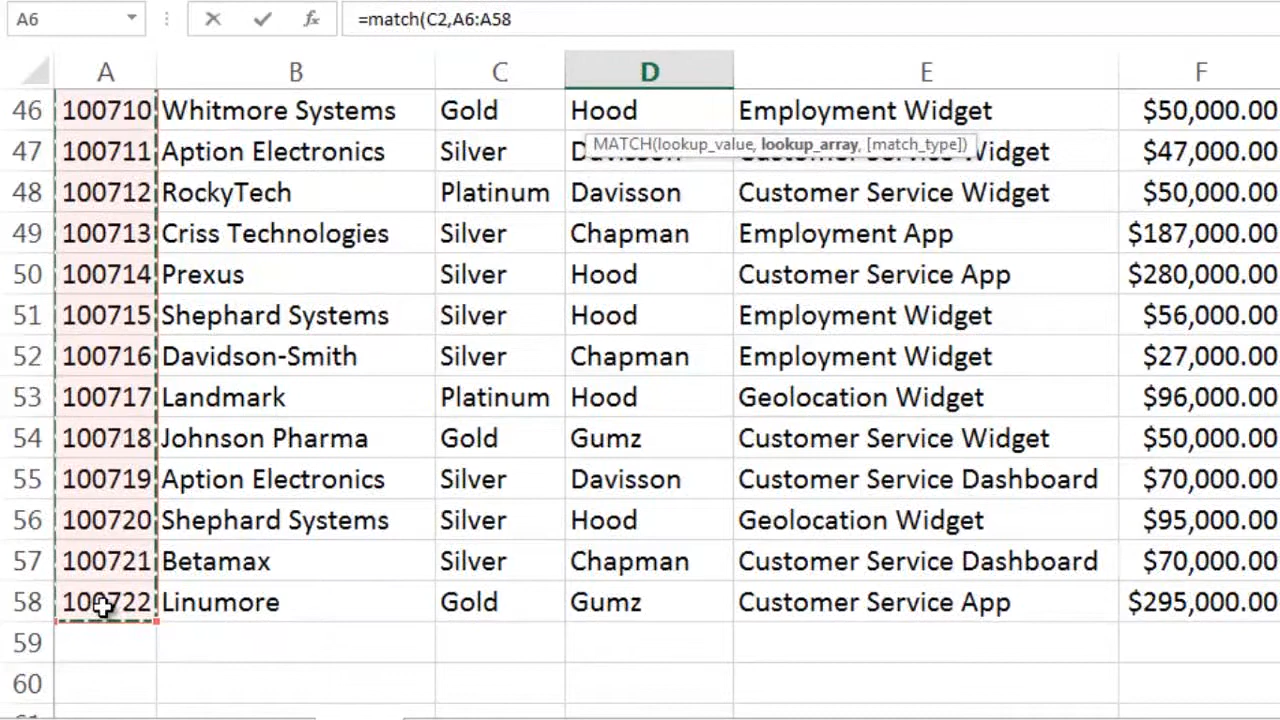 A6 fx =match(C2,A6:A58
A B C D E F
46 100710 Whitmore Systems Gold Hood Employment Widget $50,000.00
MATCH(lookup_value, lookup_array, [match_type])
47 100711 Aption Electronics Silver Widget $47,000.00
48 100712 RockyTech Platinum Davisson Customer Service Widget $50,000.00
49 100713 Criss Technologies Silver Chapman Employment App $187,000.00
50 100714 Prexus Silver Hood Customer Service App $280,000.00
51 100715 Shephard Systems Silver Hood Employment Widget $56,000.00
52 100716 Davidson-Smith Silver Chapman Employment Widget $27,000.00
53 100717 Landmark Platinum Hood Geolocation Widget $96,000.00
54 100718 Johnson Pharma Gold Gumz Customer Service Widget $50,000.00
55 100719 Aption Electronics Silver Davisson Customer Service Dashboard $70,000.00
56 100720 Shephard Systems Silver Hood Geolocation Widget $95,000.00
57 100721 Betamax Silver Chapman Customer Service Dashboard $70,000.00
58 100722 Linumore Gold Gumz Customer Service App $295,000.00
59
60